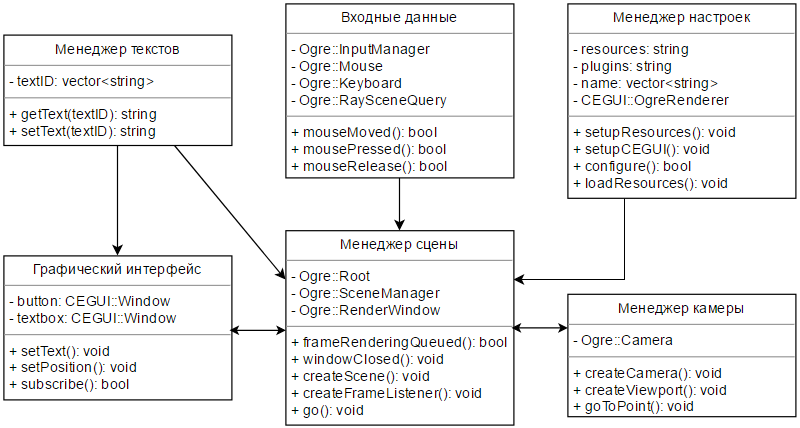 Менеджер текстов
- textID: vector<string>
+ getText(textID): string
+ setText(textID): string
Входные данные
- Ogre::InputManager
- Ogre::Mouse
- Ogre::Keyboard
- Ogre::RaySceneQuery
+ mouseMoved(): bool
+ mousePressed(): bool
+ mouseRelease(): bool
Менеджер настроек
- resources: string
- plugins: string
- name: vector<string>
- CEGUI::OgreRenderer
+ setupResources(): void
+ setupCEGUI(): void
+ configure(): bool
+ loadResources(): void
Графический интерфейс
- button: CEGUI::Window
- textbox: CEGUI::Window
+ setText(): void
+ setPosition(): void
+ subscribe(): bool
Менеджер сцены
- Ogre::Root
- Ogre::SceneManager
- Ogre::RenderWindow
+ frameRenderingQueued(): bool
+ windowClosed(): void
+ createScene(): void
+ createFrameListener(): void
+ go(): void
Менеджер камеры
- Ogre::Camera
+ createCamera(): void
+ createViewport(): void
+ goToPoint(): void